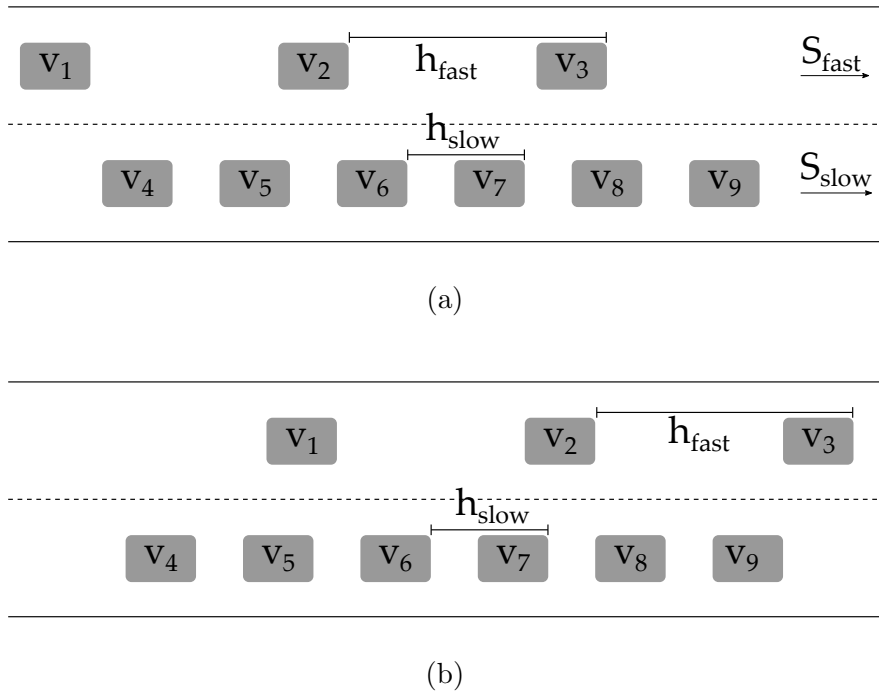 v1 v2 hfast v3 Sfast
hslow
v4 v5 v6 v7 v8 v9 Sslow
(a)
v1 v2 hfast v3
hslow
v4 v5 v6 v7 v8 v9
(b)